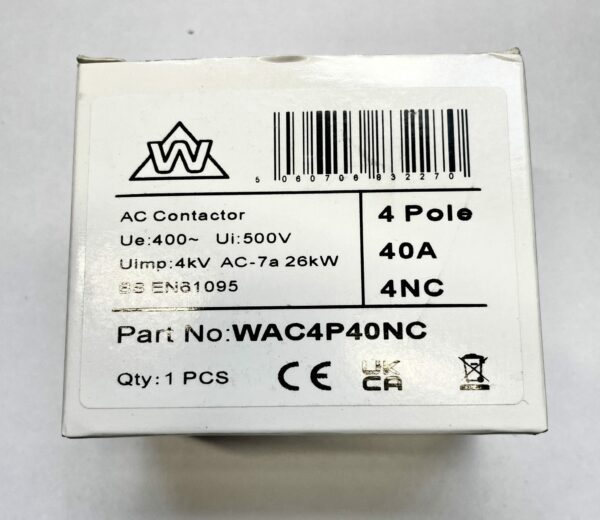 W
5 060706 832270
AC Contactor
Ue:400~ Ui:500V
Uimp:4kV AC-7a 26kW
BS EN61095
4 Pole
40A
4NC
Part No:WAC4P40NC
Qty:1 PCS
CE
UK
CA